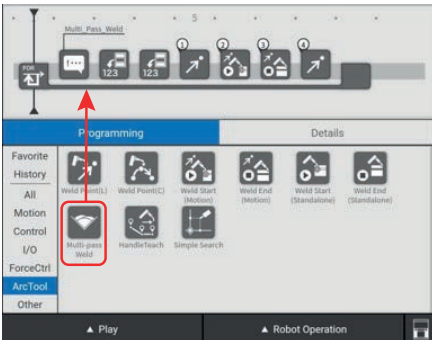 5
Multi_Pass_Weld
1 2 3 4
FOR
123 123
Programming Details
Favorite
History
All
Motion
Control
I/O
ForceCtrl
ArcTool
Other
Weld Point(L) Weld Point(C) Weld Start (Motion) Weld End (Motion) Weld Start (Standalone) Weld End (Standalone)
Multi-pass Weld HandleTeach Simple Search
▲ Play ▲ Robot Operation